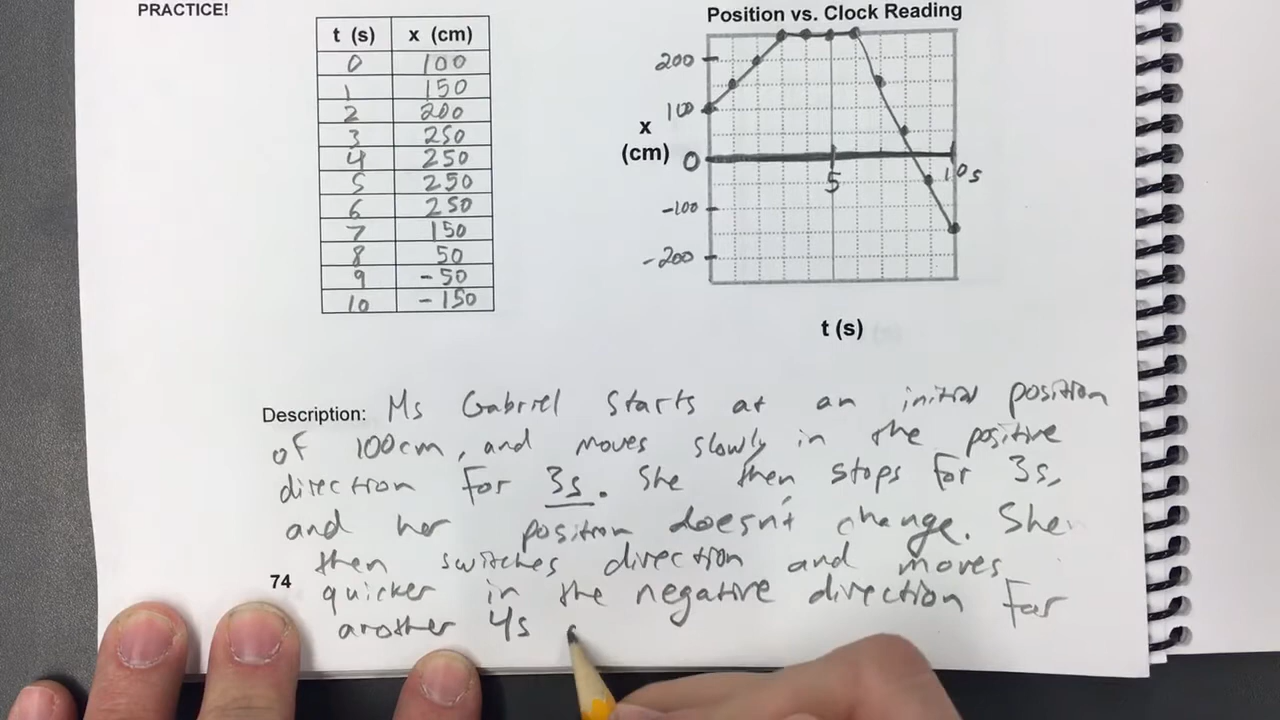 PRACTICE!
t (s) x (cm)
0 100
1 150
2 200
3 250
4 250
5 250
6 250
7 150
8 50
9 -50
10 -150
Position vs. Clock Reading
200
100
x
(cm)
0
5
10s
-100
-200
t (s)
Description: Ms Gabriel starts at an initial position
of 100cm, and moves slowly in the positive
direction for 3s. She then stops for 3s,
and her position doesn't change. She
then switches direction and moves
74
quicker in the negative direction for
another 4s